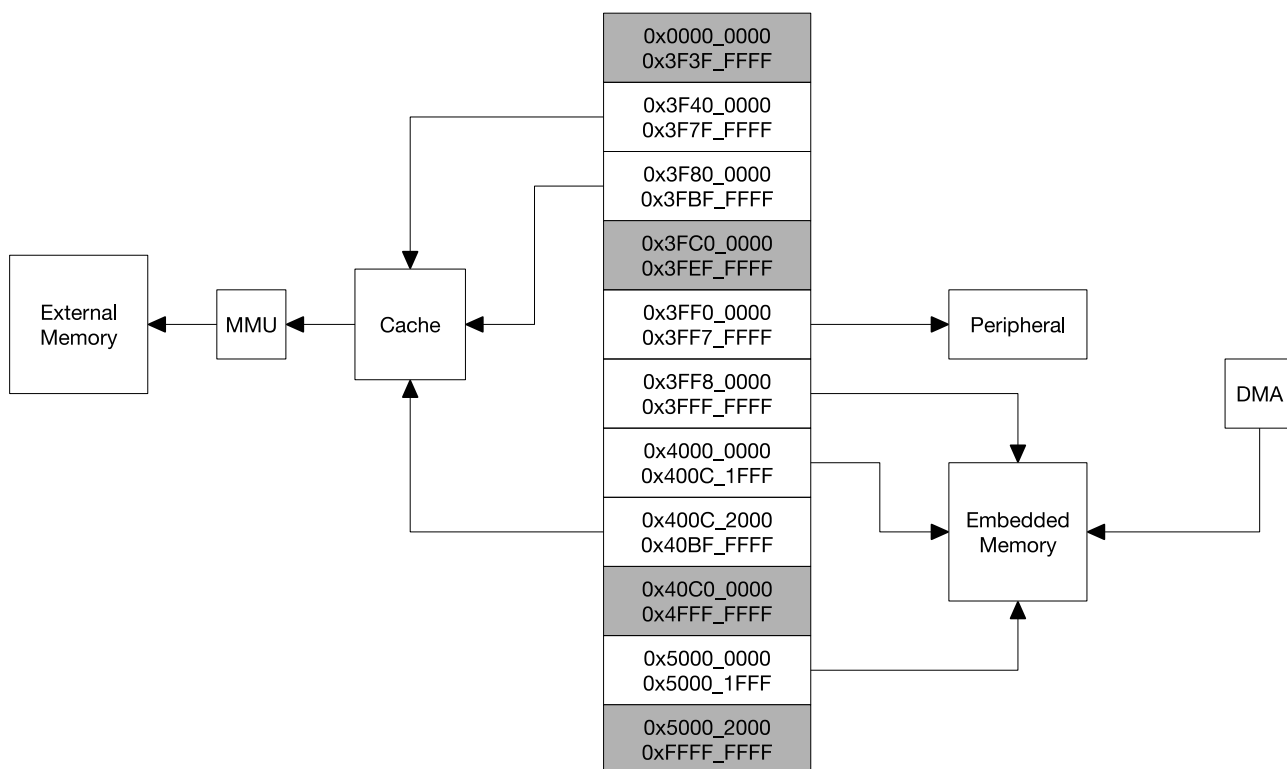 0x0000_0000
0x3F3F_FFFF
0x3F40_0000
0x3F7F_FFFF
0x3F80_0000
0x3FBF_FFFF
0x3FC0_0000
0x3FEF_FFFF
External
Memory
MMU
Cache
0x3FF0_0000
0x3FF7_FFFF
Peripheral
0x3FF8_0000
0x3FFF_FFFF
DMA
0x4000_0000
0x400C_1FFF
0x400C_2000
0x40BF_FFFF
Embedded
Memory
0x40C0_0000
0x4FFF_FFFF
0x5000_0000
0x5000_1FFF
0x5000_2000
0xFFFF_FFFF